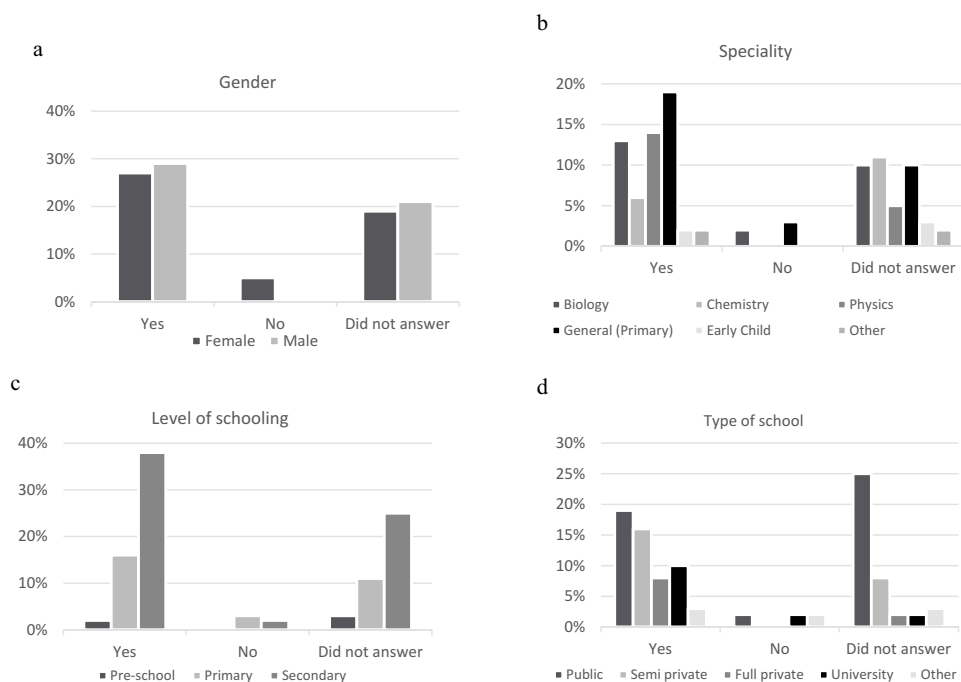 a
Gender
40%
30%
20%
10%
0%
Yes No Did not answer
Female Male
b
Speciality
20%
15%
10%
5%
0%
Yes No Did not answer
Biology Chemistry Physics
General (Primary) Early Child Other
c
Level of schooling
40%
30%
20%
10%
0%
Yes No Did not answer
Pre-school Primary Secondary
d
Type of school
30%
25%
20%
15%
10%
5%
0%
Yes No Did not answer
Public Semi private Full private University Other